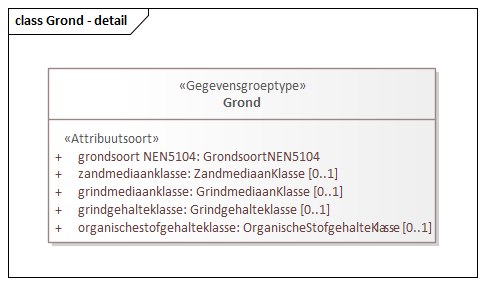 class Grond - detail
«Gegevensgroeptype»
Grond
«Attribuutsoort»
+ grondsoort NEN5104: GrondsoortNEN5104
+ zandmediaanklasse: ZandmediaanKlasse [0..1]
+ grindmediaanklasse: GrindmediaanKlasse [0..1]
+ grindgehalteklasse: Grindgehalteklasse [0..1]
+ organischestofgehalteklasse: OrganischeStofgehalteKlasse [0..1]